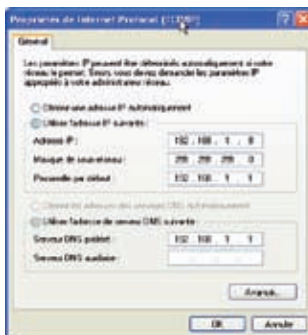 Propriétés de Internet Protocol (TCP/IP)
Général
Les paramètres IP peuvent être déterminés automatiquement si votre
réseau le permet. Sinon, vous devez demander les paramètres IP
appropriés à votre administrateur réseau.
Obtenir une adresse IP automatiquement
Utiliser l'adresse IP suivante :
Adresse IP : 192 . 168 . 1 .
Masque de sous-réseau : 255 255 255 0
Passerelle par défaut : 192 168 1 1
Obtenir les adresses des serveurs DNS automatiquement
Utiliser l'adresse de serveur DNS suivante :
Serveur DNS préféré : 192 168 1 1
Serveur DNS auxiliaire :
Avancé...
OK
Annuler